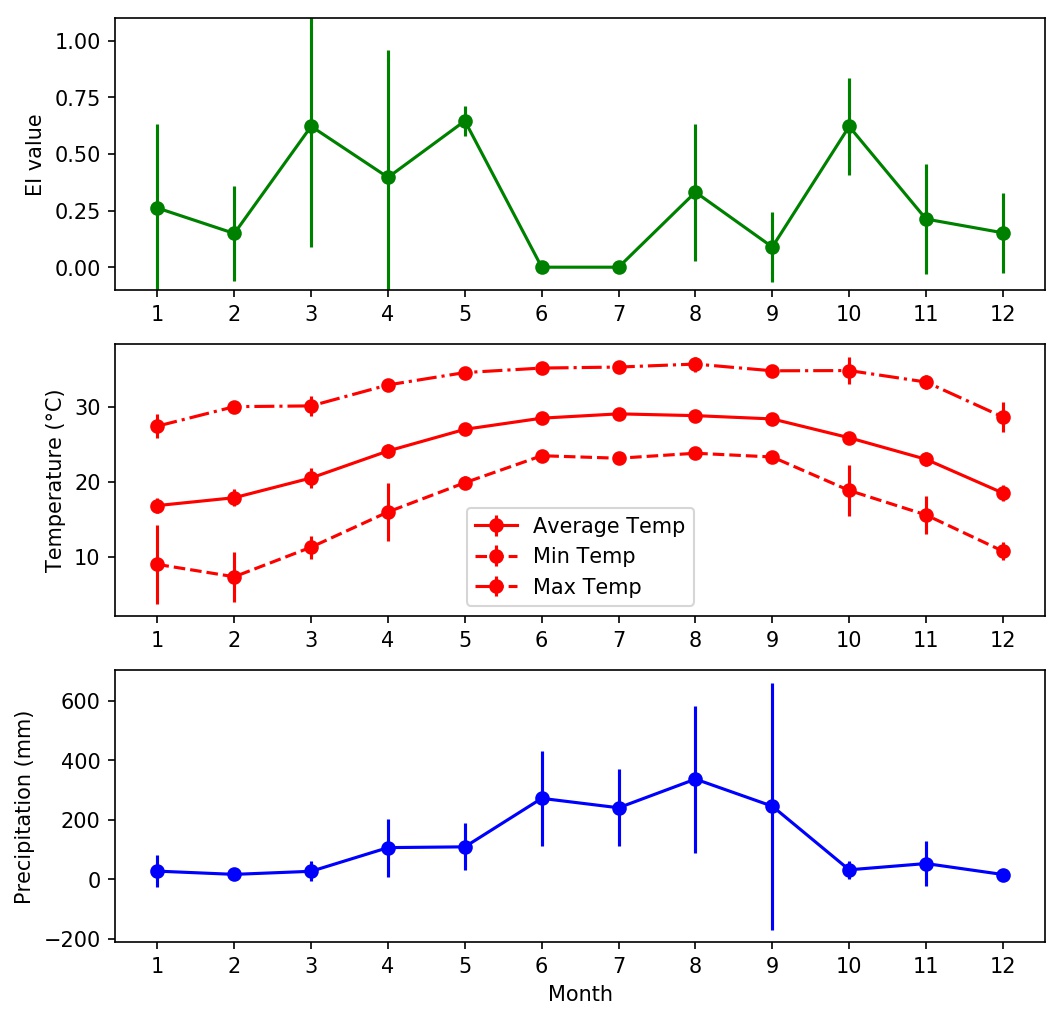 EI value
1.00
0.75
0.50
0.25
0.00
1 2 3 4 5 6 7 8 9 10 11 12
Temperature (°C)
30
20
10
Average Temp
Min Temp
Max Temp
1 2 3 4 5 6 7 8 9 10 11 12
Precipitation (mm)
600
400
200
0
−200
1 2 3 4 5 6 7 8 9 10 11 12
Month